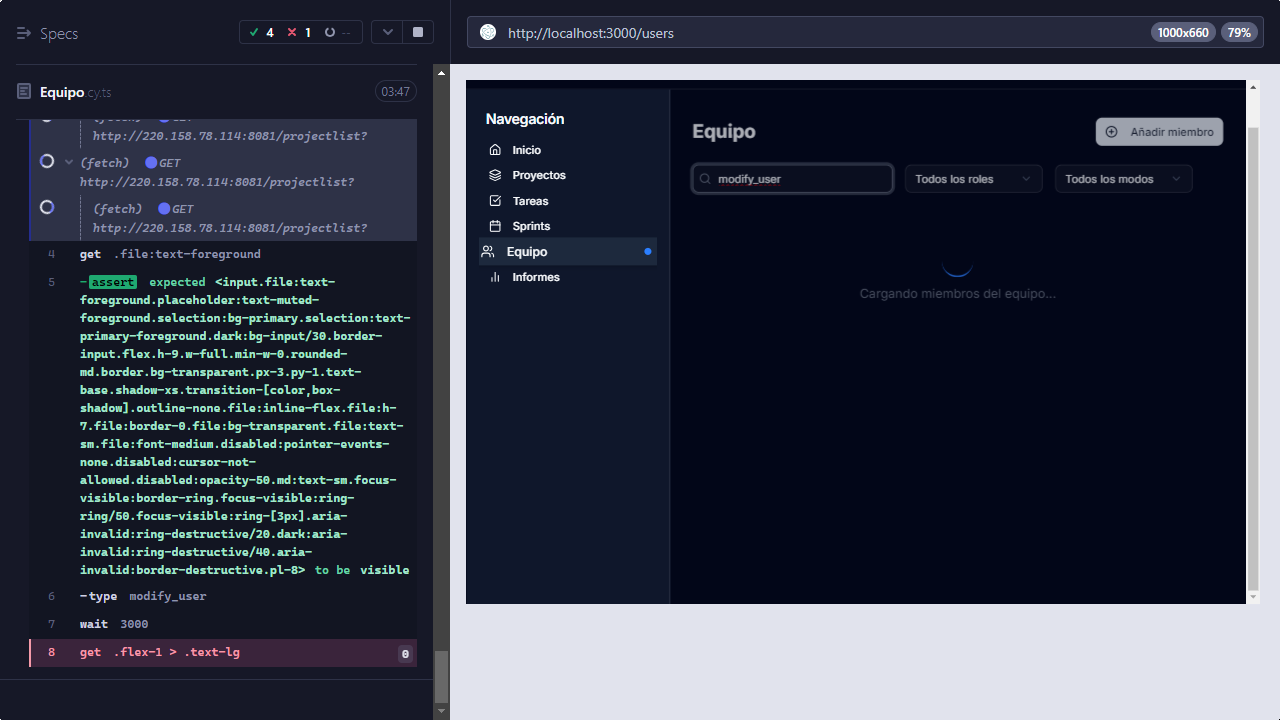 Specs
4
1
--
http://localhost:3000/users
1000x660
79%
Equipo.cy.ts
03:47
(fetch) GET
http://220.158.78.114:8081/projectlist?
(fetch) GET
http://220.158.78.114:8081/projectlist?
(fetch) GET
http://220.158.78.114:8081/projectlist?
4 get .file:text-foreground
5 -assert expected <input.file:text-
foreground.placeholder:text-muted-
foreground.selection:bg-primary.selection:text-
primary-foreground.dark:bg-input/30.border-
input.flex.h-9.w-full.min-w-0.rounded-
md.border.bg-transparent.px-3.py-1.text-
base.shadow-xs.transition-[color,box-
shadow].outline-none.file:inline-flex.file:h-
7.file:border-0.file:bg-transparent.file:text-
sm.file:font-medium.disabled:pointer-events-
none.disabled:cursor-not-
allowed.disabled:opacity-50.md:text-sm.focus-
visible:border-ring.focus-visible:ring-
ring/50.focus-visible:ring-[3px].aria-
invalid:ring-destructive/20.dark:aria-
invalid:ring-destructive/40.aria-
invalid:border-destructive.pl-8> to be visible
6 -type modify_user
7 wait 3000
8 get .flex-1 > .text-lg 0
Navegación
Inicio
Proyectos
Tareas
Sprints
Equipo
Informes
Equipo
Añadir miembro
modify_user
Todos los roles
Todos los modos
Cargando miembros del equipo...